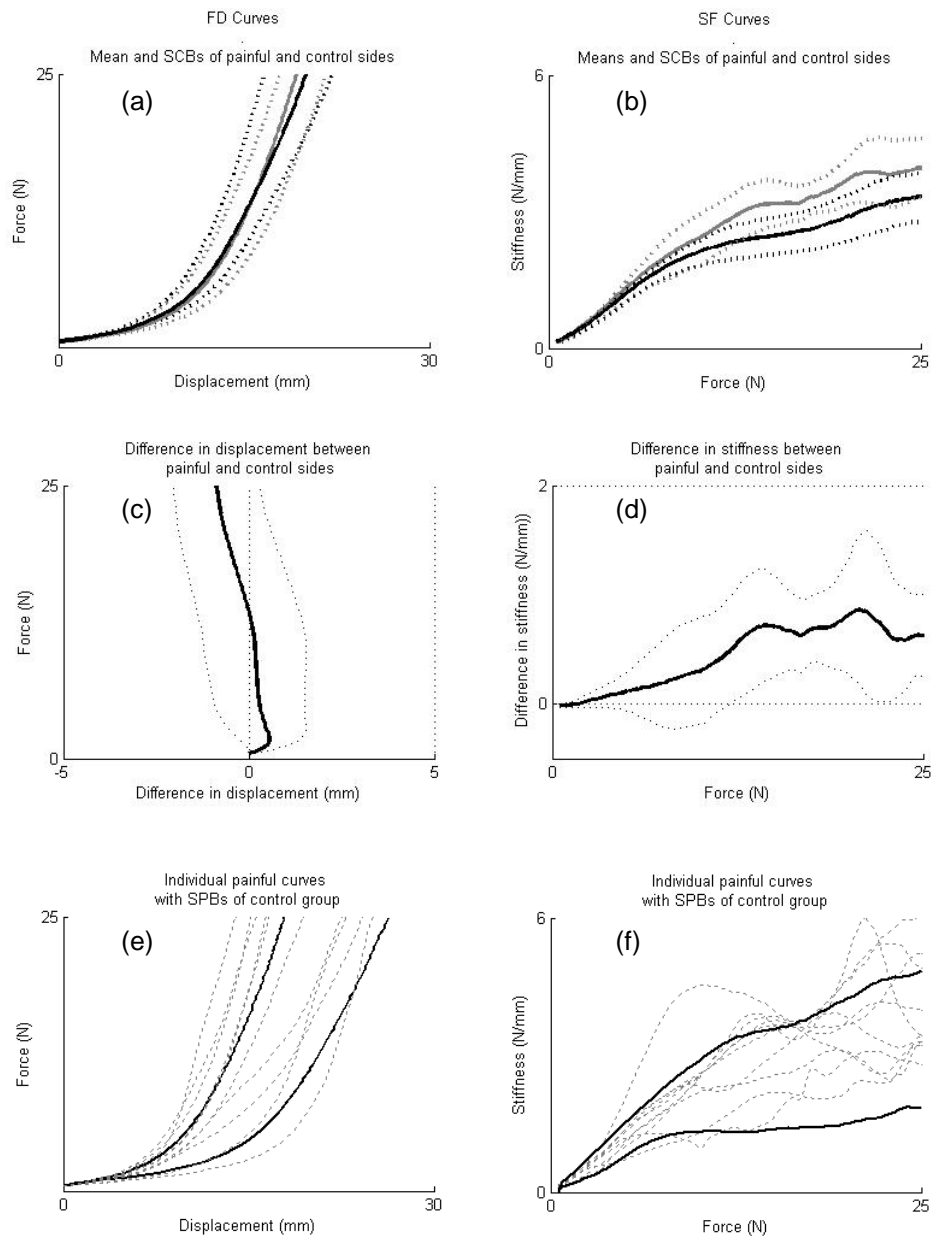 FD Curves
Mean and SCBs of painful and control sides
25
(a)
Force (N)
0
30
Displacement (mm)
SF Curves
Means and SCBs of painful and control sides
6
(b)
Stiffness (N/mm)
0
0
25
Force (N)
Difference in displacement between
painful and control sides
25
(c)
Force (N)
0
-5
0
5
Difference in displacement (mm)
Difference in stiffness between
painful and control sides
2
(d)
Difference in stiffness (N/mm))
0
0
25
Force (N)
Individual painful curves
with SPBs of control group
25
(e)
Force (N)
0
30
Displacement (mm)
Individual painful curves
with SPBs of control group
6
(f)
Stiffness (N/mm)
0
0
25
Force (N)